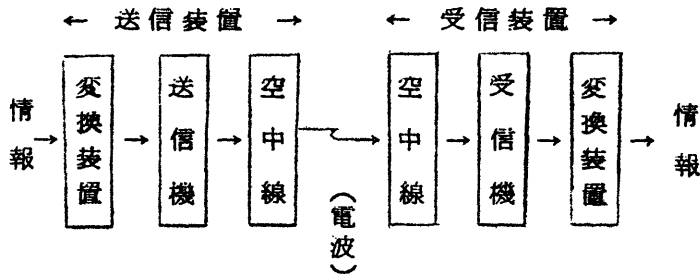 ← 送信装置 →
← 受信装置 →
情報
変換装置
送信機
空中線
(電波)
空中線
受信機
変換装置
情報